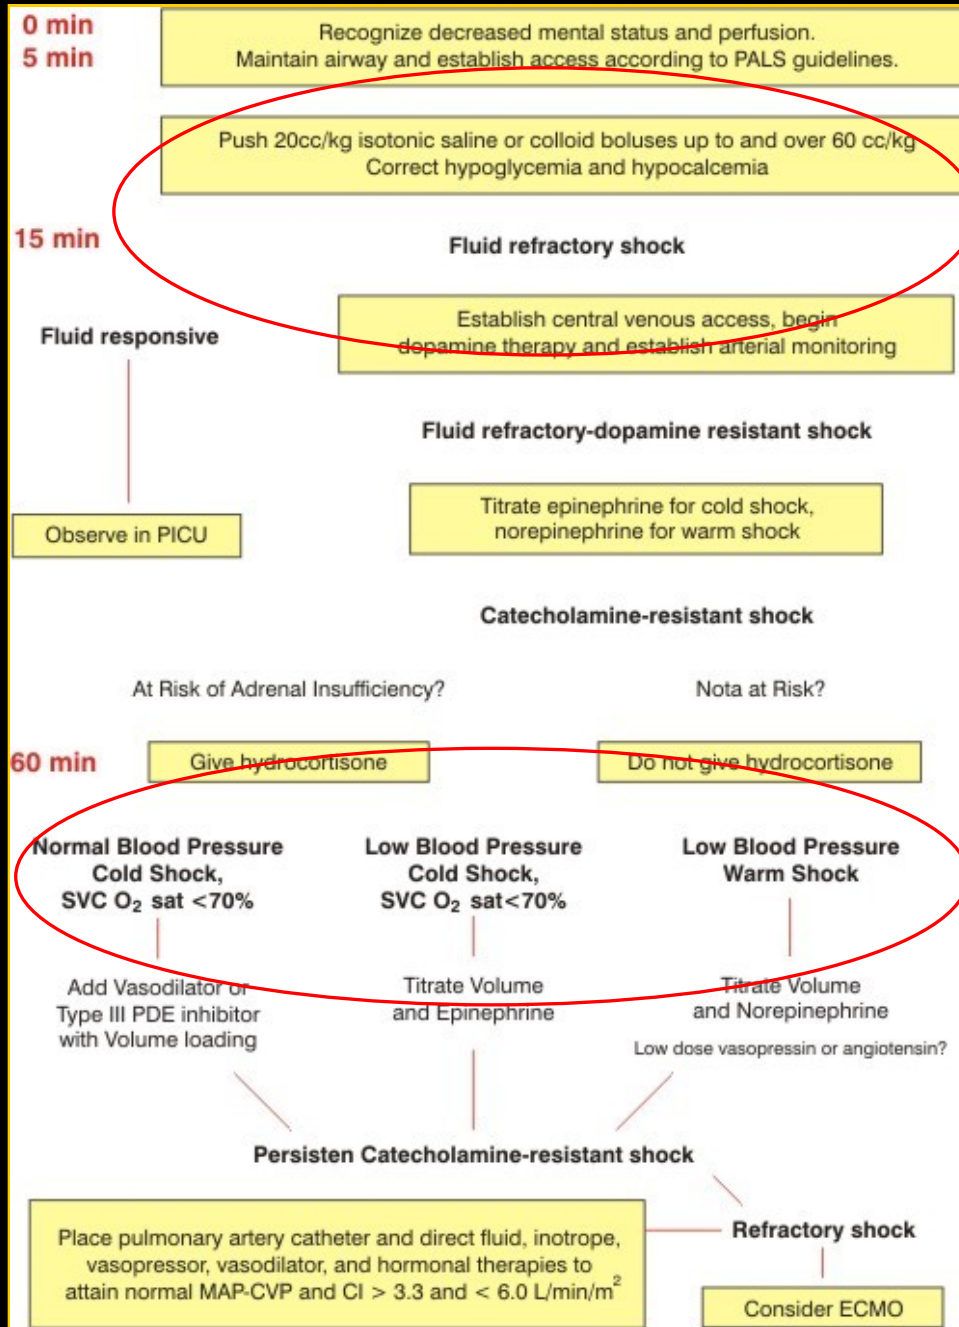 0 min
5 min
Recognize decreased mental status and perfusion.
Maintain airway and establish access according to PALS guidelines.
Push 20cc/kg isotonic saline or colloid boluses up to and over 60 cc/kg
Correct hypoglycemia and hypocalcemia
15 min
Fluid refractory shock
Fluid responsive
Establish central venous access, begin
dopamine therapy and establish arterial monitoring
Fluid refractory-dopamine resistant shock
Observe in PICU
Titrate epinephrine for cold shock,
norepinephrine for warm shock
Catecholamine-resistant shock
At Risk of Adrenal Insufficiency?
Nota at Risk?
60 min
Give hydrocortisone
Do not give hydrocortisone
Normal Blood Pressure
Cold Shock,
SVC O₂ sat <70%
Low Blood Pressure
Cold Shock,
SVC O₂ sat<70%
Low Blood Pressure
Warm Shock
Add Vasodilator or
Type III PDE inhibitor
with Volume loading
Titrate Volume
and Epinephrine
Titrate Volume
and Norepinephrine
Low dose vasopressin or angiotensin?
Persisten Catecholamine-resistant shock
Place pulmonary artery catheter and direct fluid, inotrope,
vasopressor, vasodilator, and hormonal therapies to
attain normal MAP-CVP and CI > 3.3 and < 6.0 L/min/m²
Refractory shock
Consider ECMO